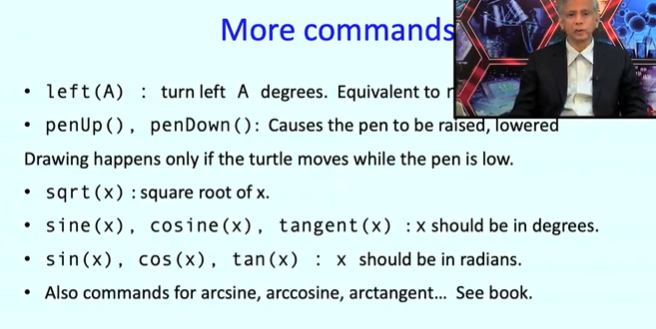 More commands
• left(A) : turn left A degrees. Equivalent to
• penUp(), penDown(): Causes the pen to be raised, lowered
Drawing happens only if the turtle moves while the pen is low.
• sqrt(x) : square root of x.
• sine(x), cosine(x), tangent(x) : x should be in degrees.
• sin(x), cos(x), tan(x) : x should be in radians.
• Also commands for arcsine, arccosine, arctangent... See book.